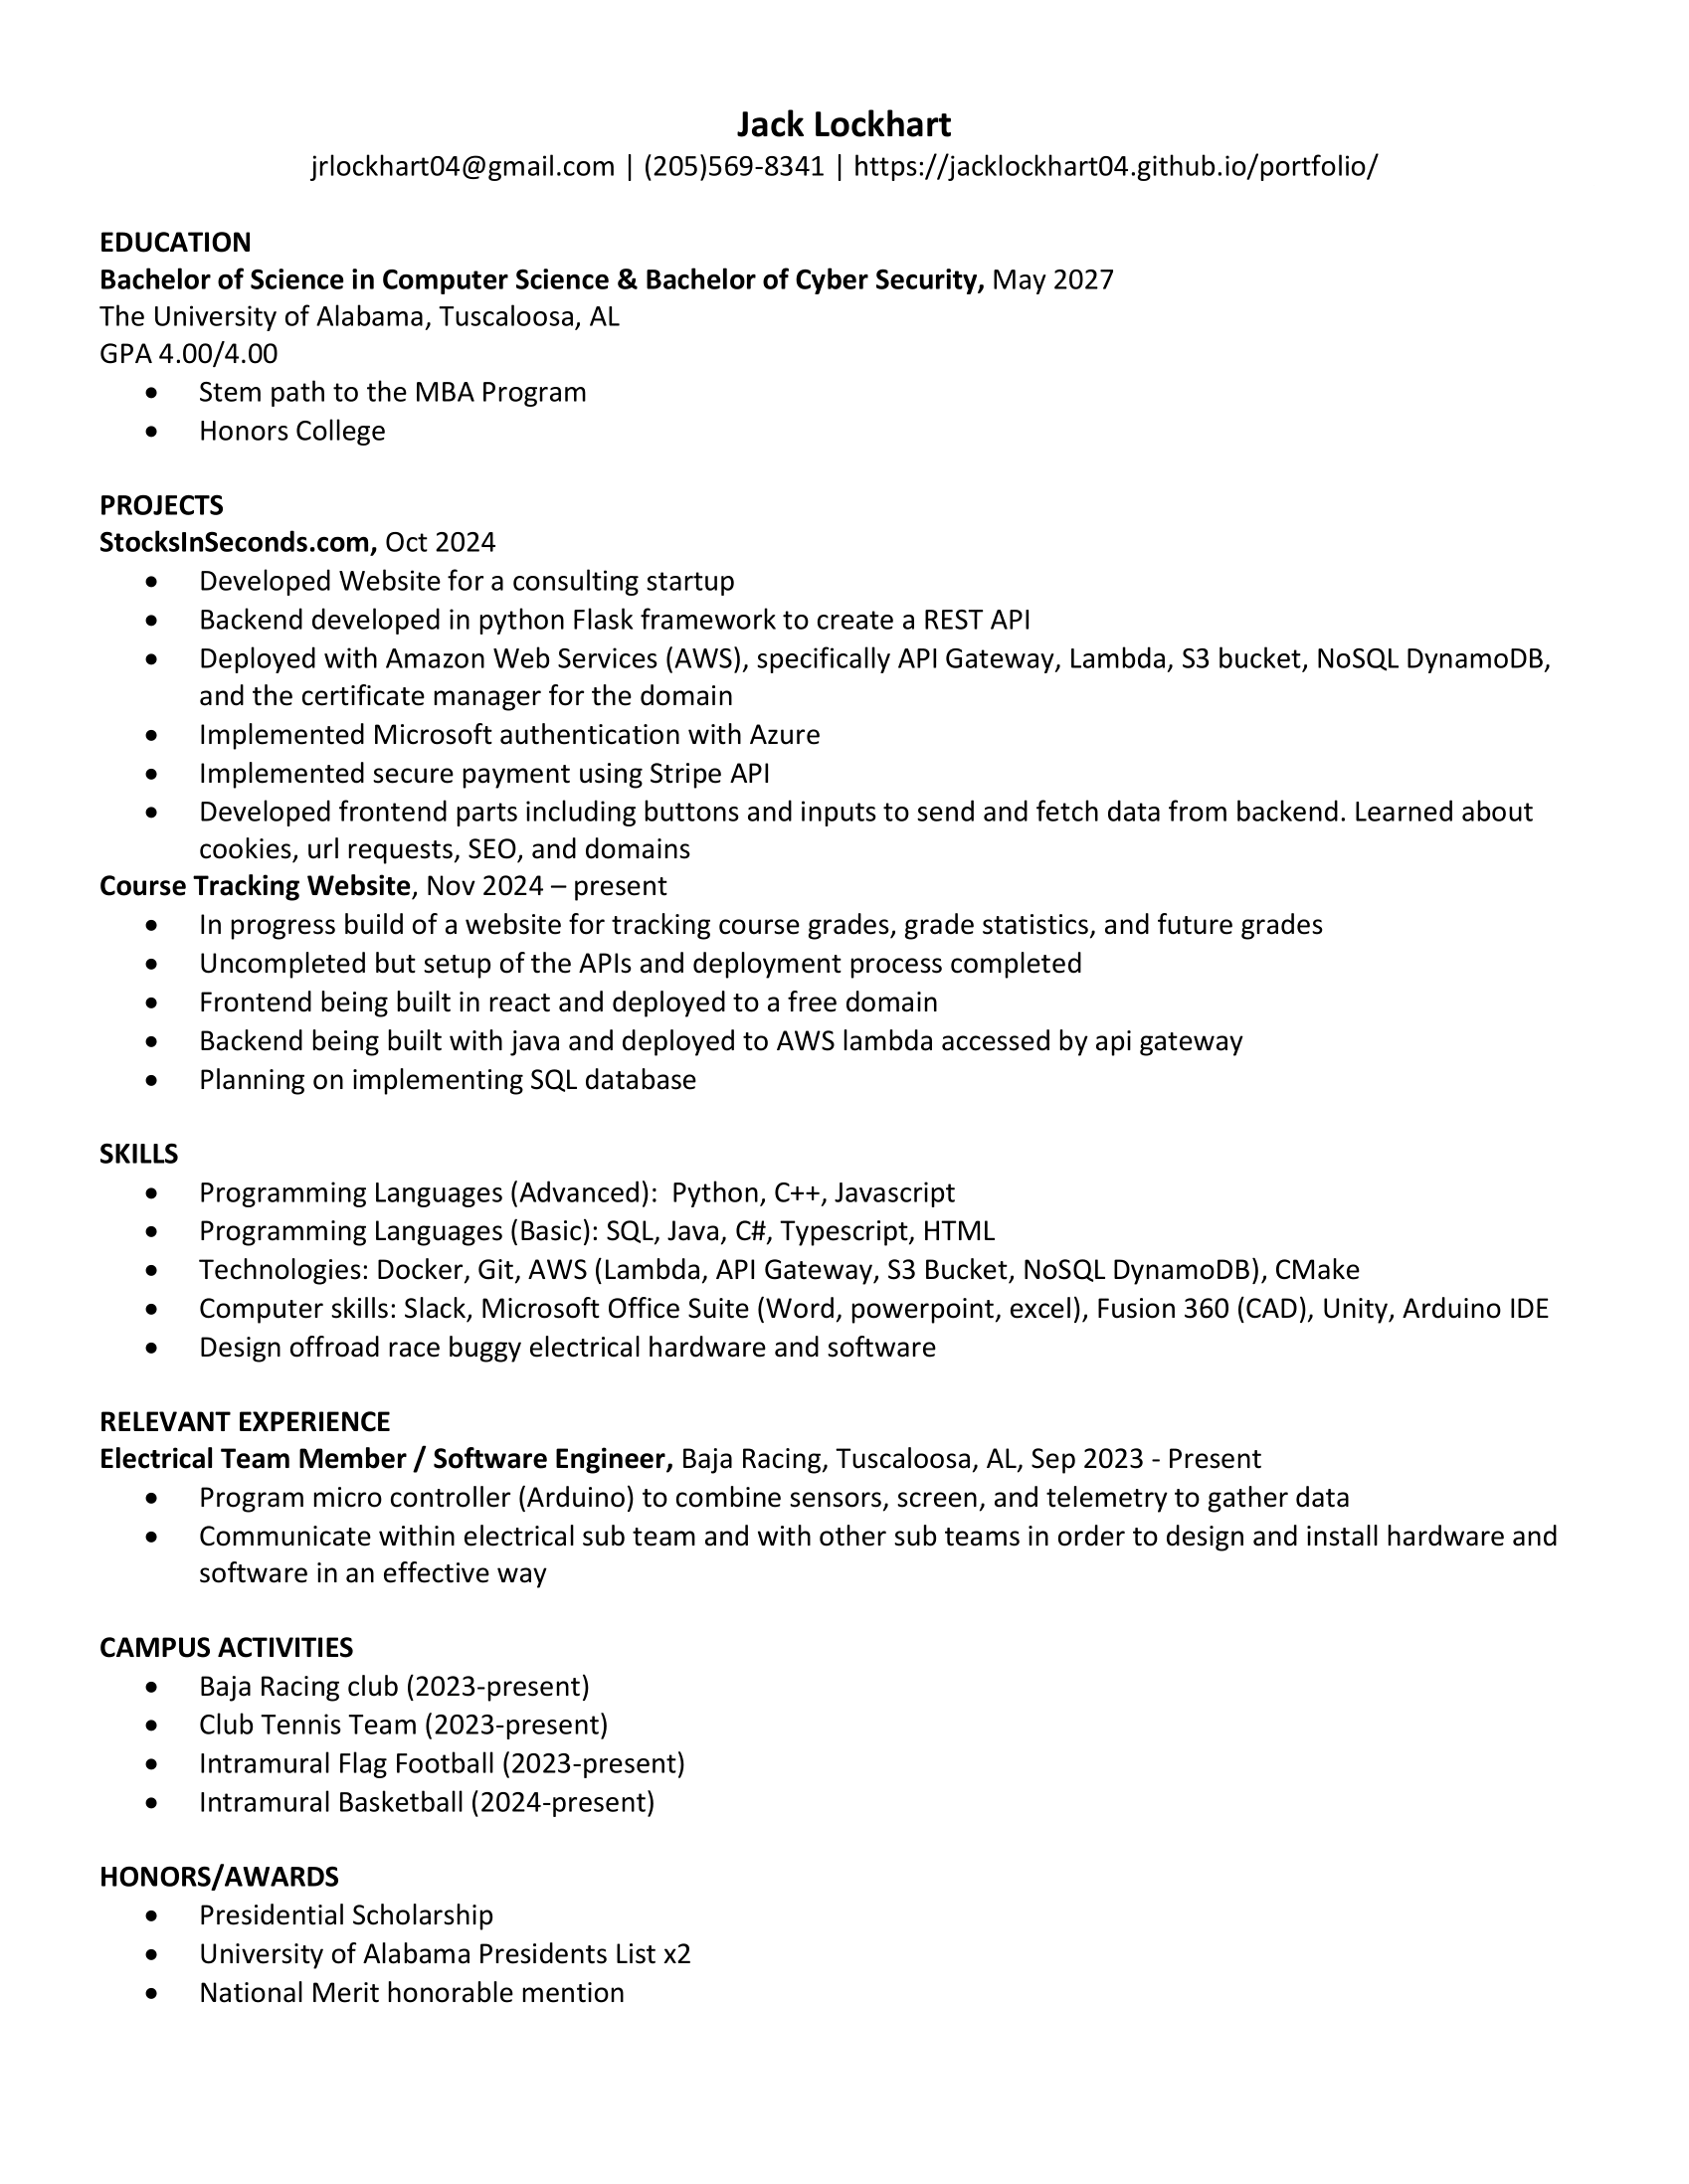 Jack Lockhart
jrlockhart04@gmail.com | (205)569-8341 | https://jacklockhart04.github.io/portfolio/
EDUCATION
Bachelor of Science in Computer Science & Bachelor of Cyber Security, May 2027
The University of Alabama, Tuscaloosa, AL
GPA 4.00/4.00
• Stem path to the MBA Program
• Honors College
PROJECTS
StocksInSeconds.com, Oct 2024
• Developed Website for a consulting startup
• Backend developed in python Flask framework to create a REST API
• Deployed with Amazon Web Services (AWS), specifically API Gateway, Lambda, S3 bucket, NoSQL DynamoDB,
and the certificate manager for the domain
• Implemented Microsoft authentication with Azure
• Implemented secure payment using Stripe API
• Developed frontend parts including buttons and inputs to send and fetch data from backend. Learned about
cookies, url requests, SEO, and domains
Course Tracking Website, Nov 2024 – present
• In progress build of a website for tracking course grades, grade statistics, and future grades
• Uncompleted but setup of the APIs and deployment process completed
• Frontend being built in react and deployed to a free domain
• Backend being built with java and deployed to AWS lambda accessed by api gateway
• Planning on implementing SQL database
SKILLS
• Programming Languages (Advanced):  Python, C++, Javascript
• Programming Languages (Basic): SQL, Java, C#, Typescript, HTML
• Technologies: Docker, Git, AWS (Lambda, API Gateway, S3 Bucket, NoSQL DynamoDB), CMake
• Computer skills: Slack, Microsoft Office Suite (Word, powerpoint, excel), Fusion 360 (CAD), Unity, Arduino IDE
• Design offroad race buggy electrical hardware and software
RELEVANT EXPERIENCE
Electrical Team Member / Software Engineer, Baja Racing, Tuscaloosa, AL, Sep 2023 - Present
• Program micro controller (Arduino) to combine sensors, screen, and telemetry to gather data
• Communicate within electrical sub team and with other sub teams in order to design and install hardware and
software in an effective way
CAMPUS ACTIVITIES
• Baja Racing club (2023-present)
• Club Tennis Team (2023-present)
• Intramural Flag Football (2023-present)
• Intramural Basketball (2024-present)
HONORS/AWARDS
• Presidential Scholarship
• University of Alabama Presidents List x2
• National Merit honorable mention